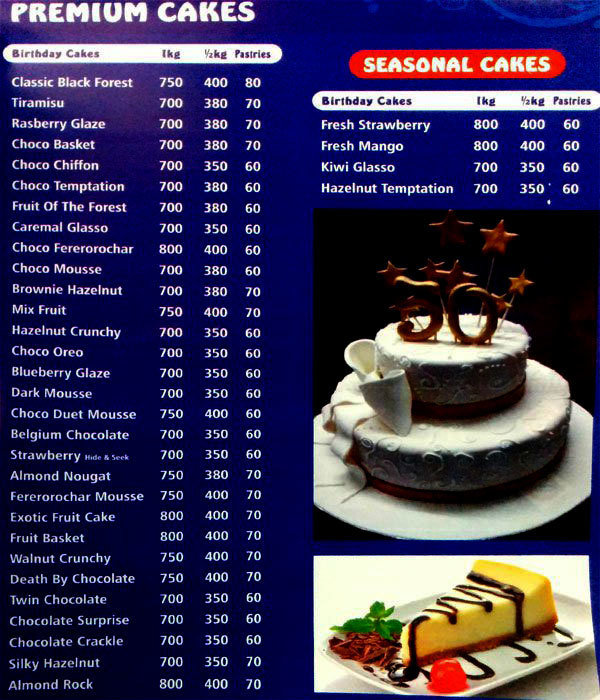 PREMIUM CAKES
Birthday Cakes 1kg ½kg Pastries
Classic Black Forest 750 400 80
Tiramisu 700 380 70
Rasberry Glaze 700 380 70
Choco Basket 700 380 70
Choco Chiffon 700 350 60
Choco Temptation 700 380 60
Fruit Of The Forest 700 380 60
Caremal Glasso 700 350 60
Choco Fererorochar 800 400 60
Choco Mousse 700 380 60
Brownie Hazelnut 700 380 70
Mix Fruit 750 400 70
Hazelnut Crunchy 700 350 60
Choco Oreo 700 350 60
Blueberry Glaze 700 350 60
Dark Mousse 700 350 60
Choco Duet Mousse 750 400 60
Belgium Chocolate 700 350 60
Strawberry Hide & Seek 700 350 60
Almond Nougat 750 380 70
Fererorochar Mousse 750 400 70
Exotic Fruit Cake 800 400 70
Fruit Basket 800 400 70
Walnut Crunchy 750 400 70
Death By Chocolate 750 400 70
Twin Chocolate 700 350 60
Chocolate Surprise 700 350 60
Chocolate Crackle 700 350 60
Silky Hazelnut 700 350 70
Almond Rock 800 400 70
SEASONAL CAKES
Birthday Cakes 1kg ½kg Pastries
Fresh Strawberry 800 400 60
Fresh Mango 800 400 60
Kiwi Glasso 700 350 60
Hazelnut Temptation 700 350 60
50